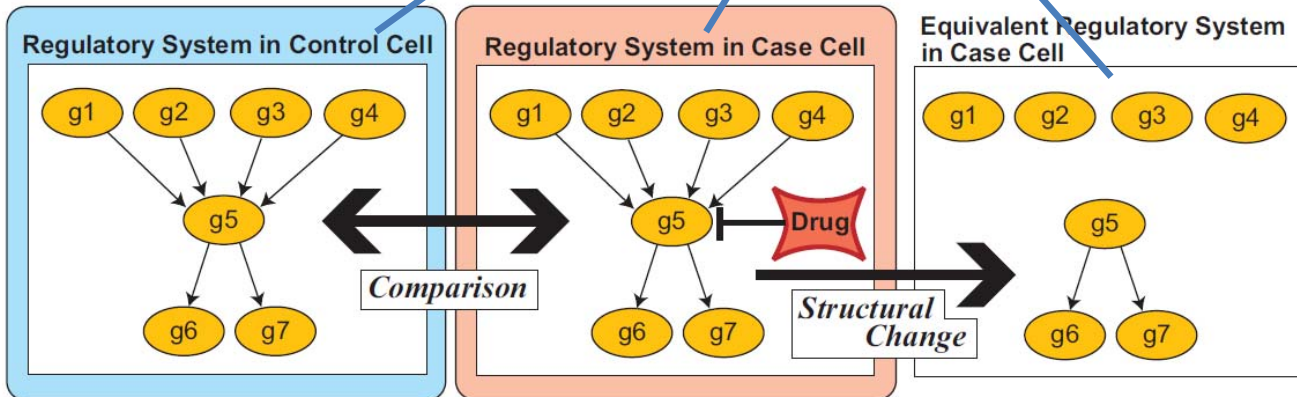 Regulatory System in Control Cell
g1 g2 g3 g4
g5
g6 g7
Comparison
Regulatory System in Case Cell
g1 g2 g3 g4
g5
Drug
g6 g7
Structural
Change
Equivalent Regulatory System
in Case Cell
g1 g2 g3 g4
g5
g6 g7